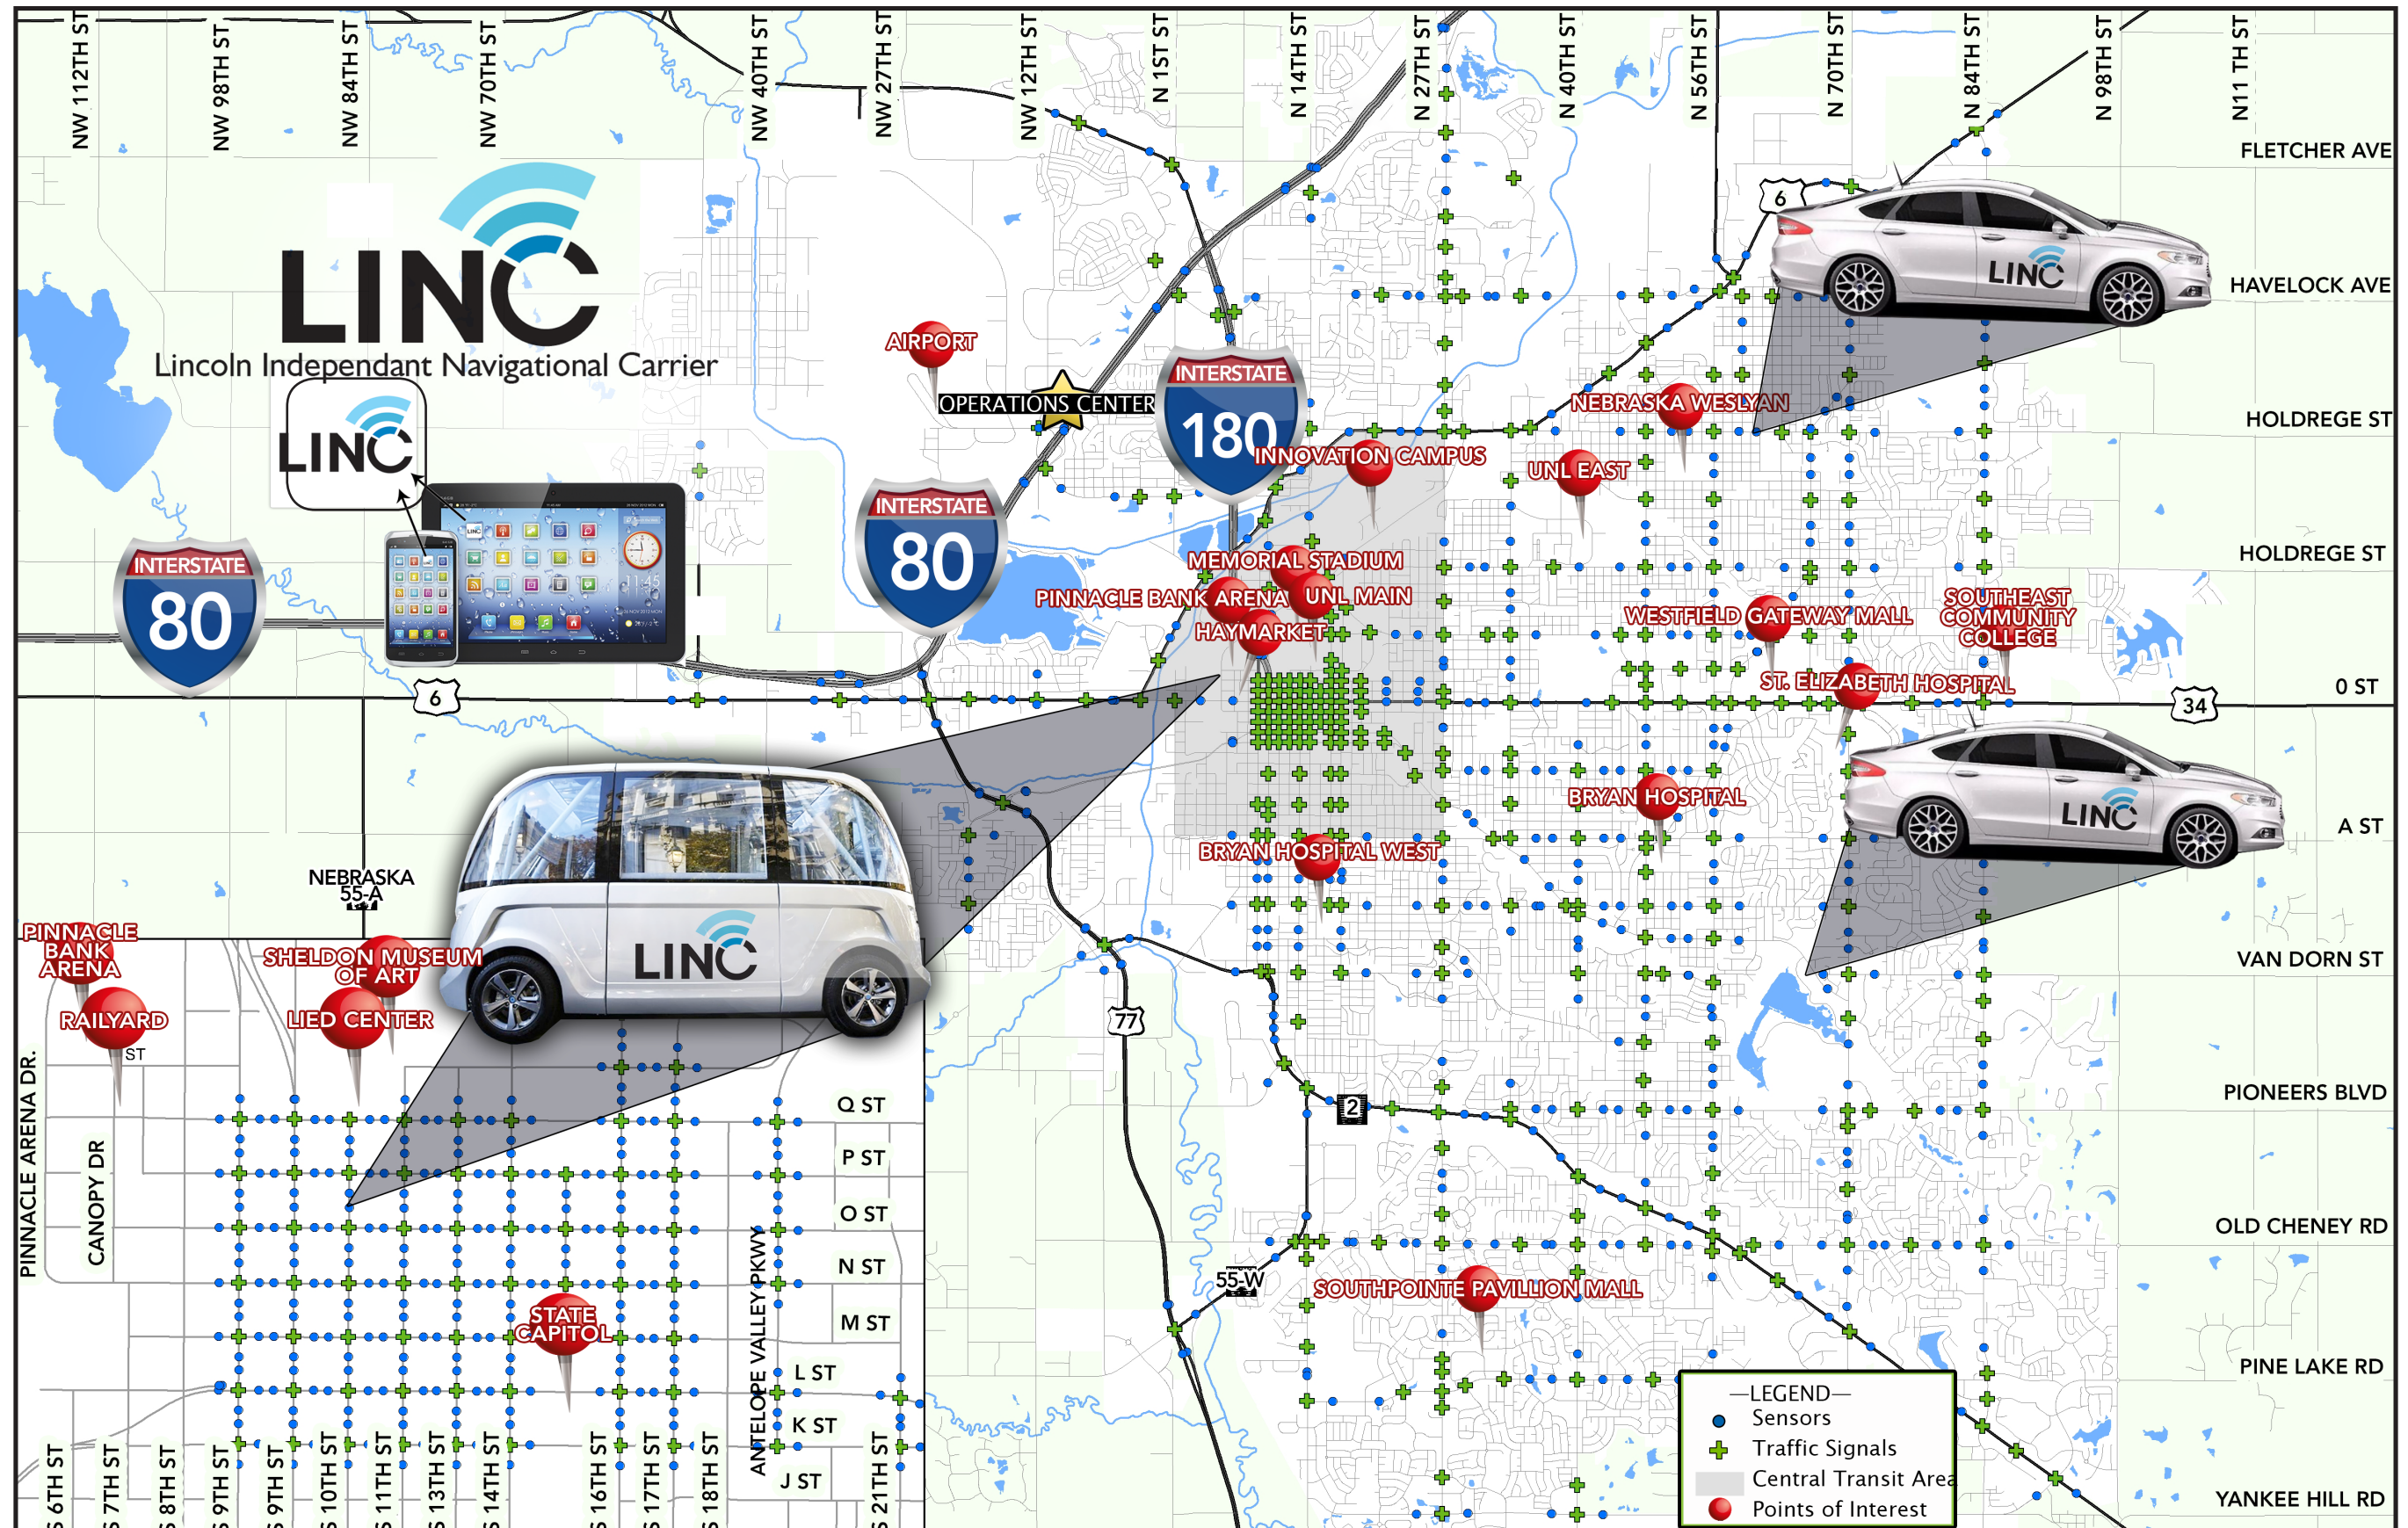 NW 112TH ST
NW 98TH ST
NW 84TH ST
NW 70TH ST
NW 40TH ST
NW 27TH ST
NW 12TH ST
N 1ST ST
N 14TH ST
N 27TH ST
N 40TH ST
N 56TH ST
N 70TH ST
N 84TH ST
N 98TH ST
N11 TH ST
FLETCHER AVE
HAVELOCK AVE
HOLDREGE ST
HOLDREGE ST
O ST
A ST
VAN DORN ST
PIONEERS BLVD
OLD CHENEY RD
PINE LAKE RD
YANKEE HILL RD
LINC
Lincoln Independant Navigational Carrier
LINC
LINC
11:45
INTERSTATE
80
INTERSTATE
80
INTERSTATE
180
6
6
34
77
2
55-W
NEBRASKA
55-A
AIRPORT
OPERATIONS CENTER
INNOVATION CAMPUS
UNL EAST
NEBRASKA WESLYAN
MEMORIAL STADIUM
PINNACLE BANK ARENA
UNL MAIN
HAYMARKET
WESTFIELD GATEWAY MALL
SOUTHEAST
COMMUNITY
COLLEGE
ST. ELIZABETH HOSPITAL
BRYAN HOSPITAL
BRYAN HOSPITAL WEST
SOUTHPOINTE PAVILLION MALL
LINC
LINC
LINC
PINNACLE
BANK
ARENA
RAILYARD
ST
SHELDON MUSEUM
OF ART
LIED CENTER
STATE
CAPITOL
PINNACLE ARENA DR.
CANOPY DR
ANTELOPE VALLEY PKWY
Q ST
P ST
O ST
N ST
M ST
L ST
K ST
J ST
S 6TH ST
S 7TH ST
S 8TH ST
S 9TH ST
S 9TH ST
S 10TH ST
S 11TH ST
S 13TH ST
S 14TH ST
S 16TH ST
S 17TH ST
S 18TH ST
S 21TH ST
—LEGEND—
Sensors
Traffic Signals
Central Transit Area
Points of Interest